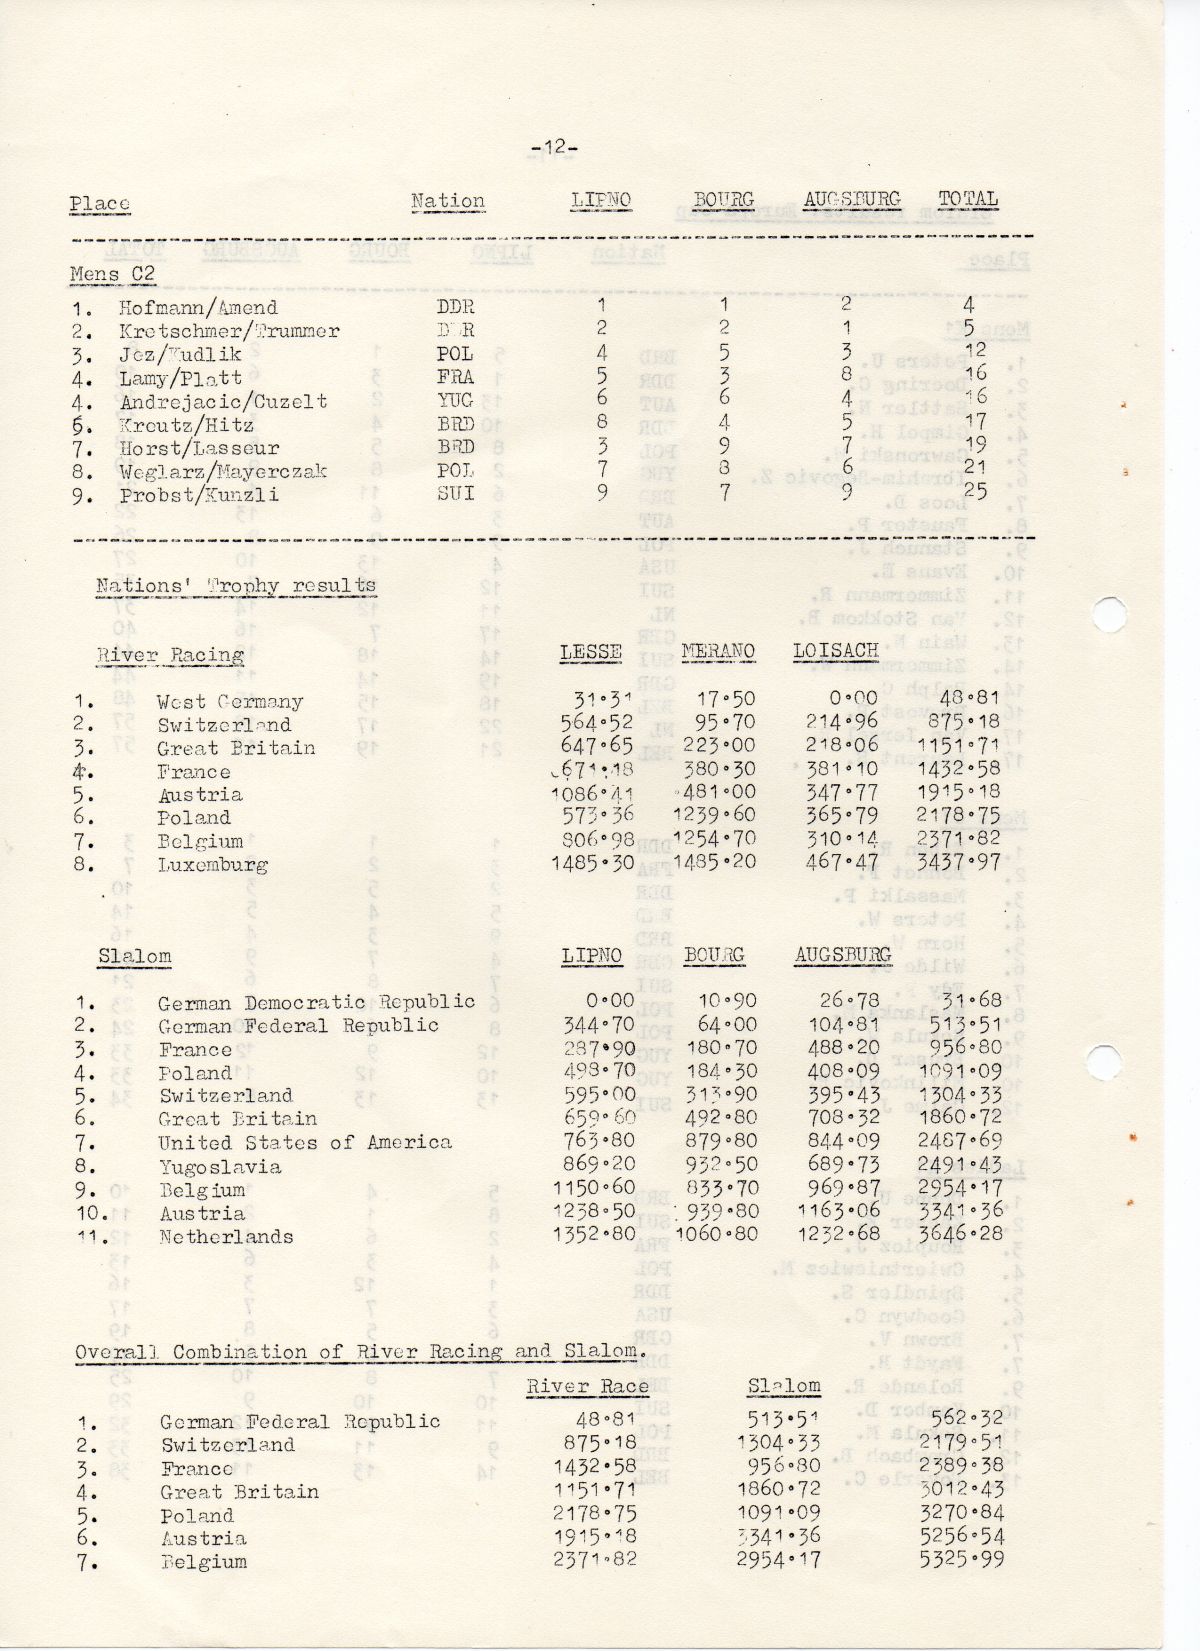 -12-
Place Nation LIPNO BOURG AUGSBURG TOTAL
Mens C2
1. Hofmann/Amend DDR 1 1 2 4
2. Kretschmer/Trummer DDR 2 2 1 5
3. Jez/Kudlik POL 4 5 3 12
4. Lamy/Platt FRA 5 3 8 16
4. Andrejacic/Cuzelt YUG 6 6 4 16
6. Kreutz/Hitz BRD 8 4 5 17
7. Horst/Lasseur BRD 3 9 7 19
8. Weglarz/Mayerczak POL 7 8 6 21
9. Probst/Kunzli SUI 9 7 9 25
Nations' Trophy results
River Racing LESSE MERANO LOISACH
1. West Germany 31·31 17·50 0·00 48·81
2. Switzerland 564·52 95·70 214·96 875·18
3. Great Britain 647·65 223·00 218·06 1151·71
4. France 671·18 380·30 381·10 1432·58
5. Austria 1086·41 481·00 347·77 1915·18
6. Poland 573·36 1239·60 365·79 2178·75
7. Belgium 806·98 1254·70 310·14 2371·82
8. Luxemburg 1485·30 1485·20 467·47 3437·97
Slalom LIPNO BOURG AUGSBURG
1. German Democratic Republic 0·00 10·90 26·78 31·68
2. German Federal Republic 344·70 64·00 104·81 513·51
3. France 287·90 180·70 488·20 956·80
4. Poland 498·70 184·30 408·09 1091·09
5. Switzerland 595·00 313·90 395·43 1304·33
6. Great Britain 659·60 492·80 708·32 1860·72
7. United States of America 763·80 879·80 844·09 2487·69
8. Yugoslavia 869·20 932·50 689·73 2491·43
9. Belgium 1150·60 833·70 969·87 2954·17
10. Austria 1238·50 939·80 1163·06 3341·36
11. Netherlands 1352·80 1060·80 1232·68 3646·28
Overall Combination of River Racing and Slalom.
River Race Slalom
1. German Federal Republic 48·81 513·51 562·32
2. Switzerland 875·18 1304·33 2179·51
3. France 1432·58 956·80 2389·38
4. Great Britain 1151·71 1860·72 3012·43
5. Poland 2178·75 1091·09 3270·84
6. Austria 1915·18 3341·36 5256·54
7. Belgium 2371·82 2954·17 5325·99